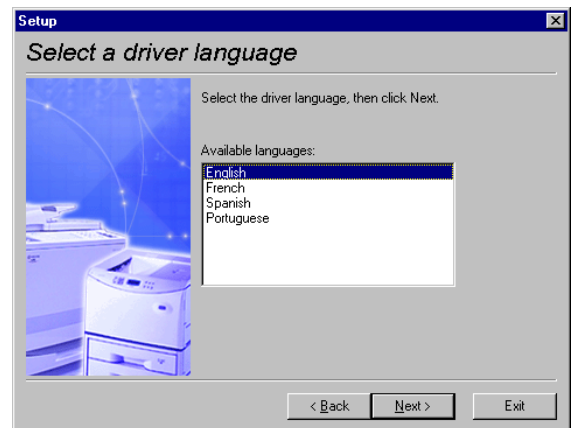 Setup
Select a driver language
Select the driver language, then click Next.
Available languages:
English
French
Spanish
Portuguese
< Back
Next >
Exit